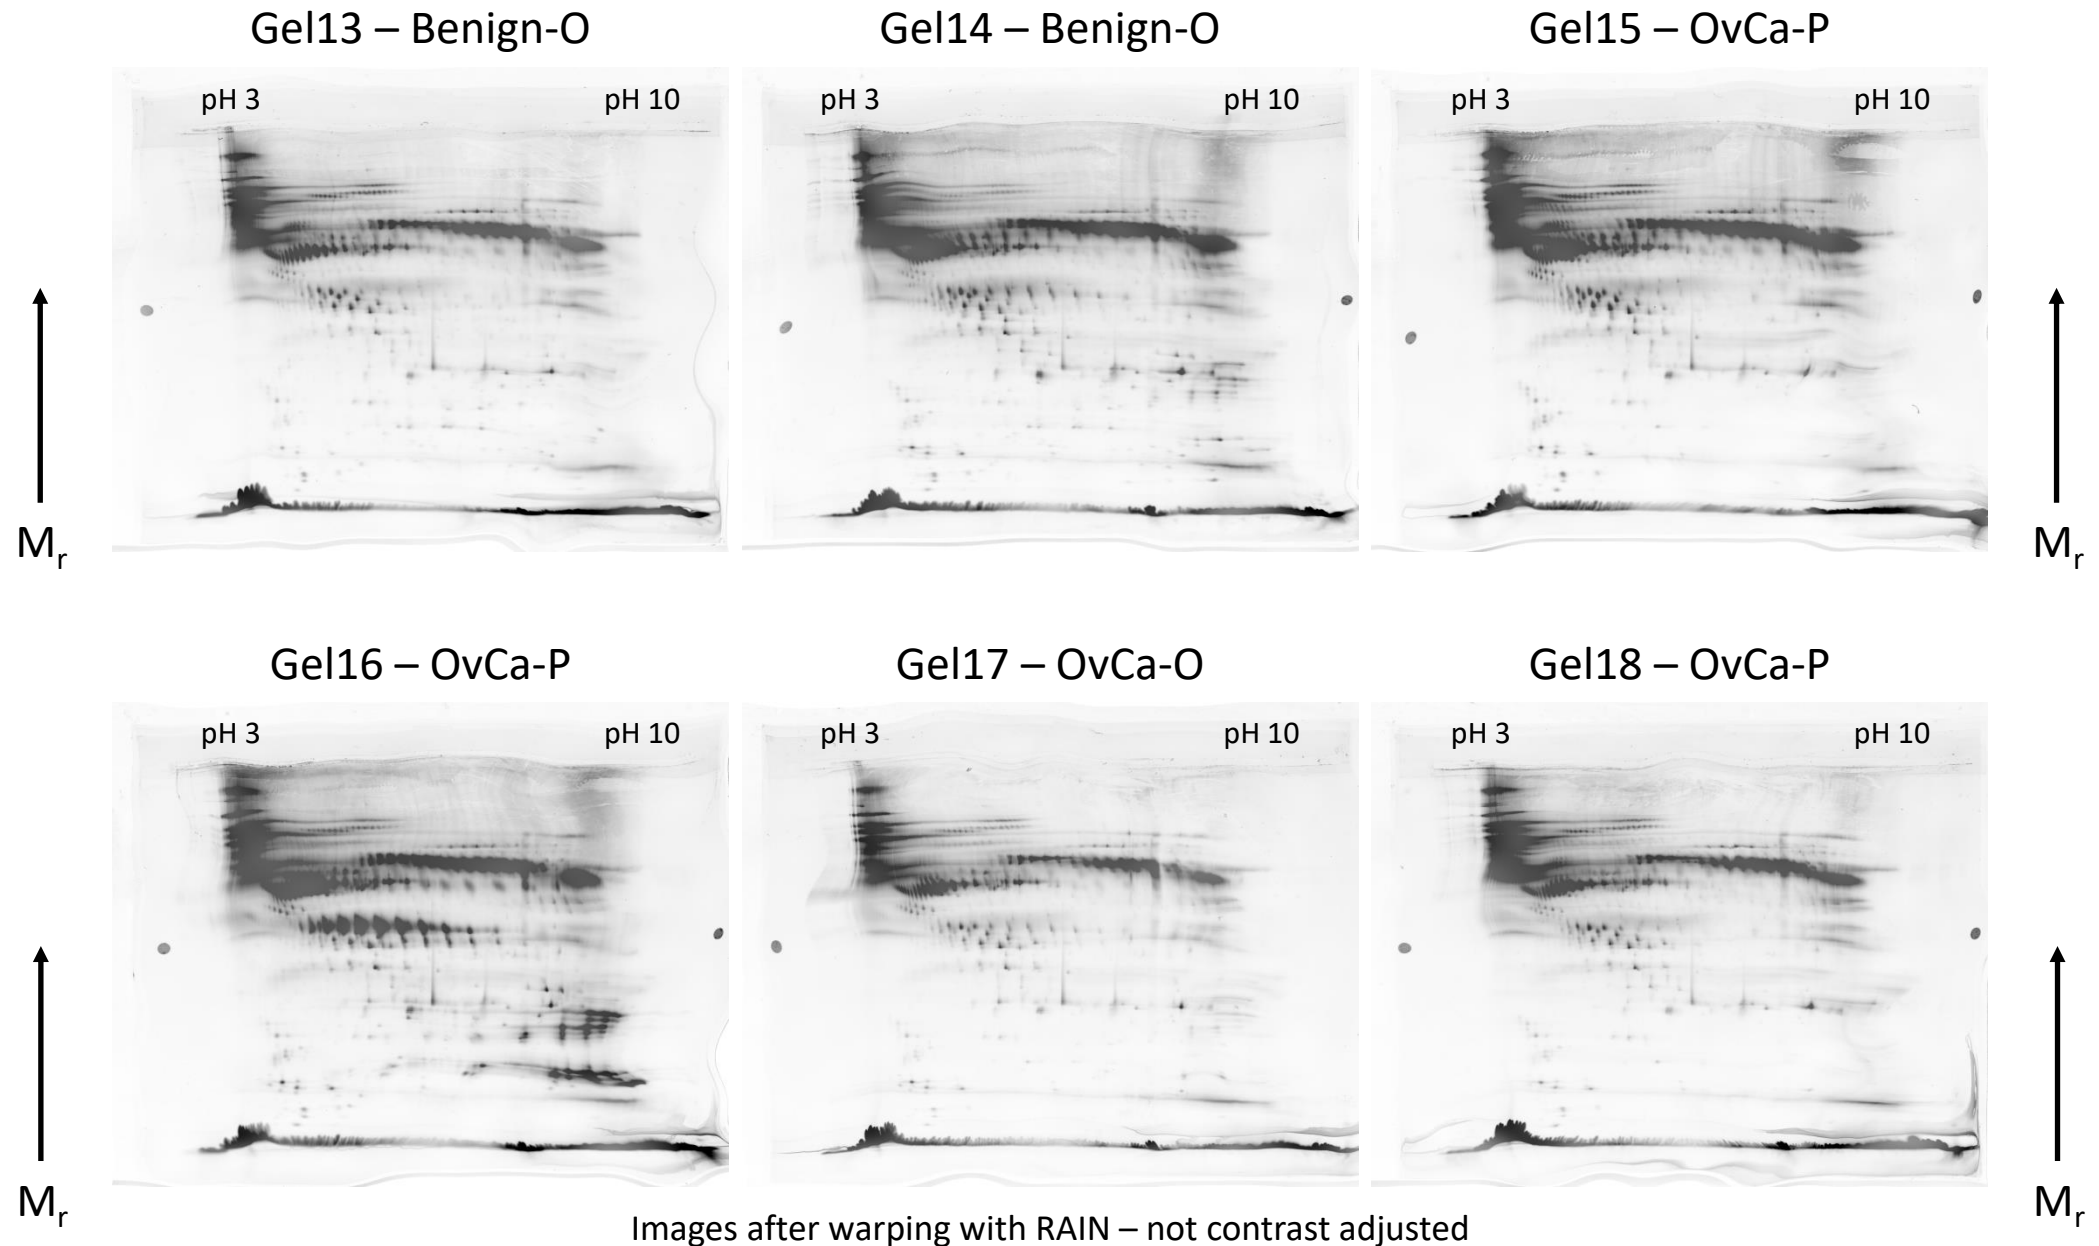 Gel13 – Benign-O
Gel14 – Benign-O
Gel15 – OvCa-P
pH 3
pH 10
pH 3
pH 10
pH 3
pH 10
Mr
Mr
Gel16 – OvCa-P
Gel17 – OvCa-O
Gel18 – OvCa-P
pH 3
pH 10
pH 3
pH 10
pH 3
pH 10
Mr
Mr
Images after warping with RAIN – not contrast adjusted